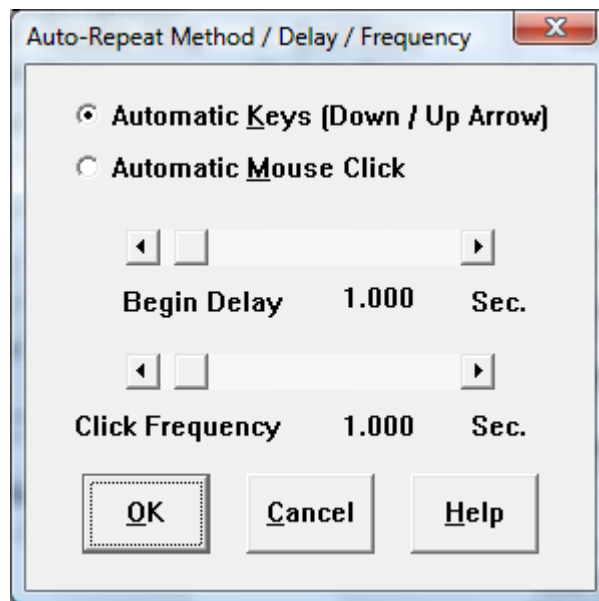 Auto-Repeat Method / Delay / Frequency
Automatic Keys (Down / Up Arrow)
Automatic Mouse Click
Begin Delay 1.000 Sec.
Click Frequency 1.000 Sec.
OK Cancel Help